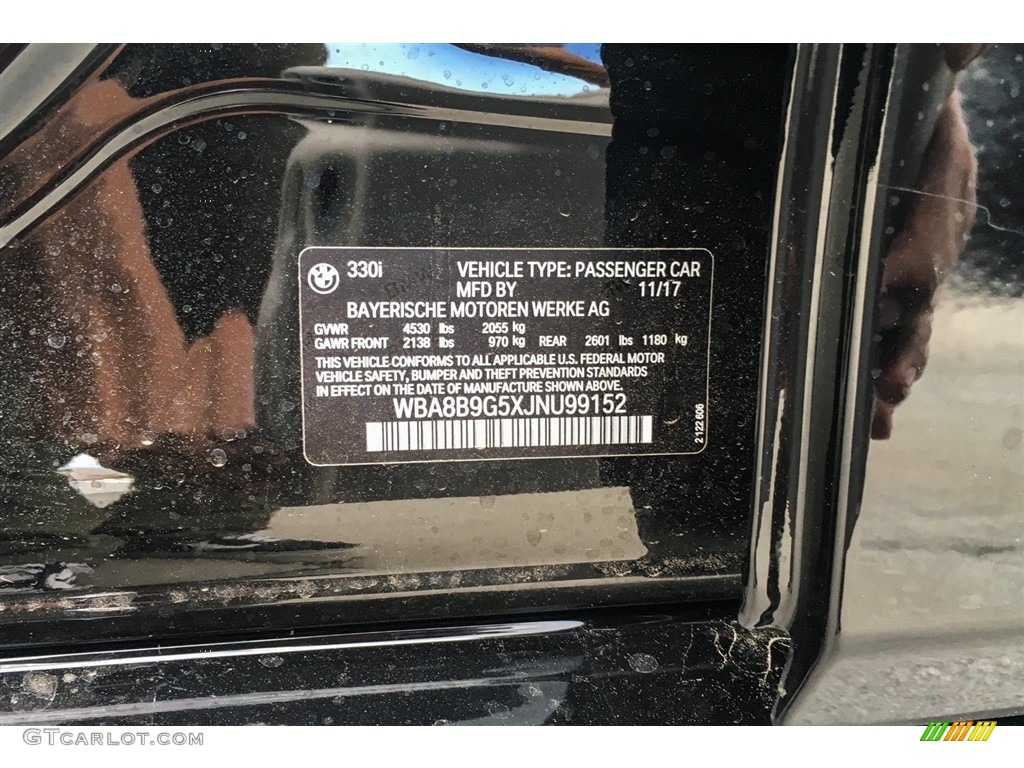 330i VEHICLE TYPE: PASSENGER CAR
MFD BY 11/17
BAYERISCHE MOTOREN WERKE AG
GVWR 4530 lbs 2055 kg
GAWR FRONT 2138 lbs 970 kg REAR 2601 lbs 1180 kg
THIS VEHICLE CONFORMS TO ALL APPLICABLE U.S. FEDERAL MOTOR
VEHICLE SAFETY, BUMPER AND THEFT PREVENTION STANDARDS
IN EFFECT ON THE DATE OF MANUFACTURE SHOWN ABOVE.
WBA8B9G5XJNU99152
2122 606
GTCARLOT.COM